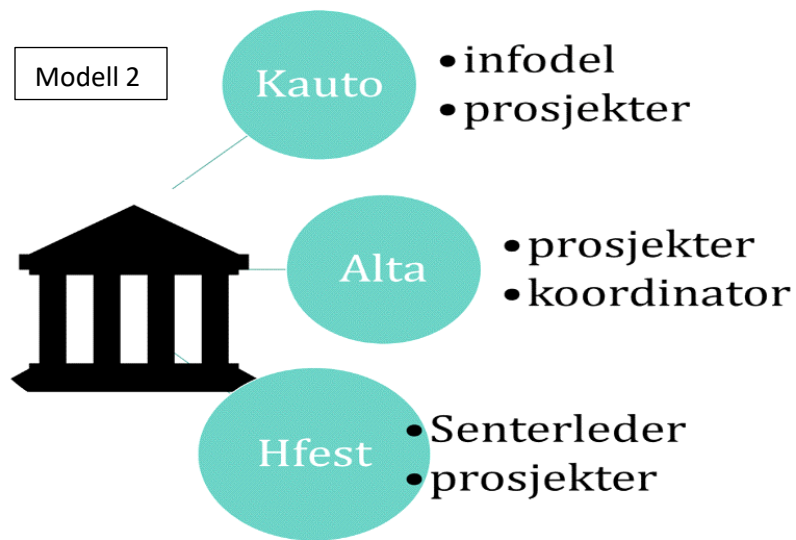 Modell 2
Kauto
• infodel
• prosjekter
Alta
• prosjekter
• koordinator
Hfest
• Senterleder
• prosjekter